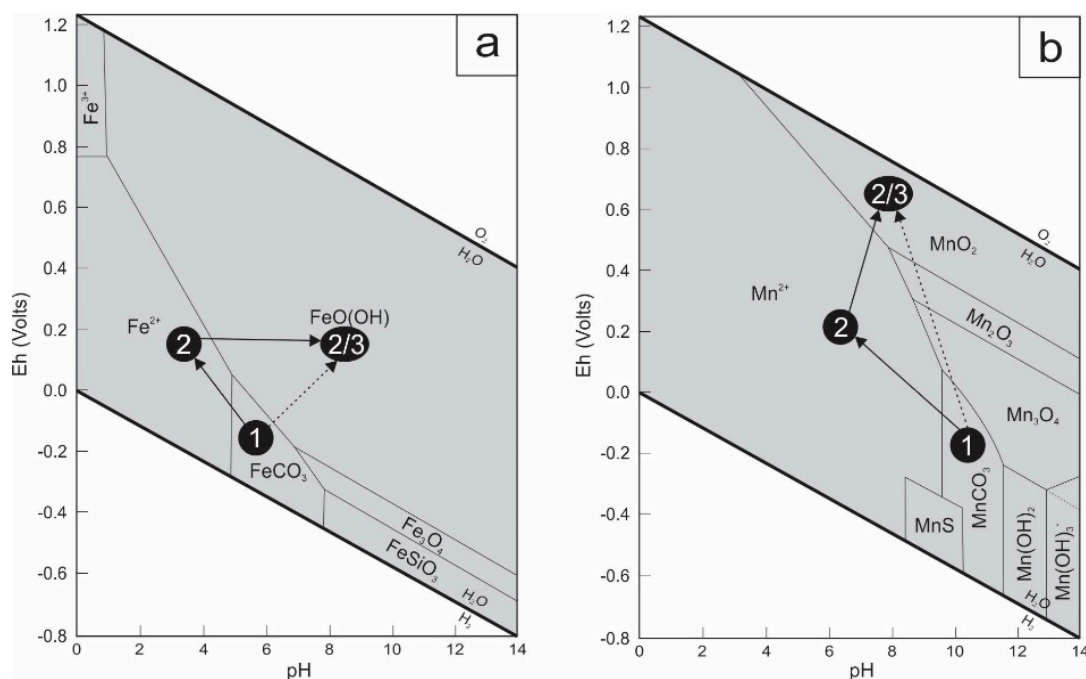 a
1.2
1.0
0.8
0.6
0.4
0.2
0.0
-0.2
-0.4
-0.6
-0.8
Eh (Volts)
0 2 4 6 8 10 12 14
pH
Fe³⁺
O₂
H₂O
Fe²⁺
FeO(OH)
2
2/3
1
FeCO₃
Fe₃O₄
FeSiO₃
H₂O
H₂
b
1.2
1.0
0.8
0.6
0.4
0.2
0.0
-0.2
-0.4
-0.6
-0.8
Eh (Volts)
0 2 4 6 8 10 12 14
pH
2/3
O₂
H₂O
MnO₂
Mn²⁺
2
Mn₂O₃
Mn₃O₄
1
MnCO₃
MnS
Mn(OH)₂
Mn(OH)₃⁻
H₂O
H₂